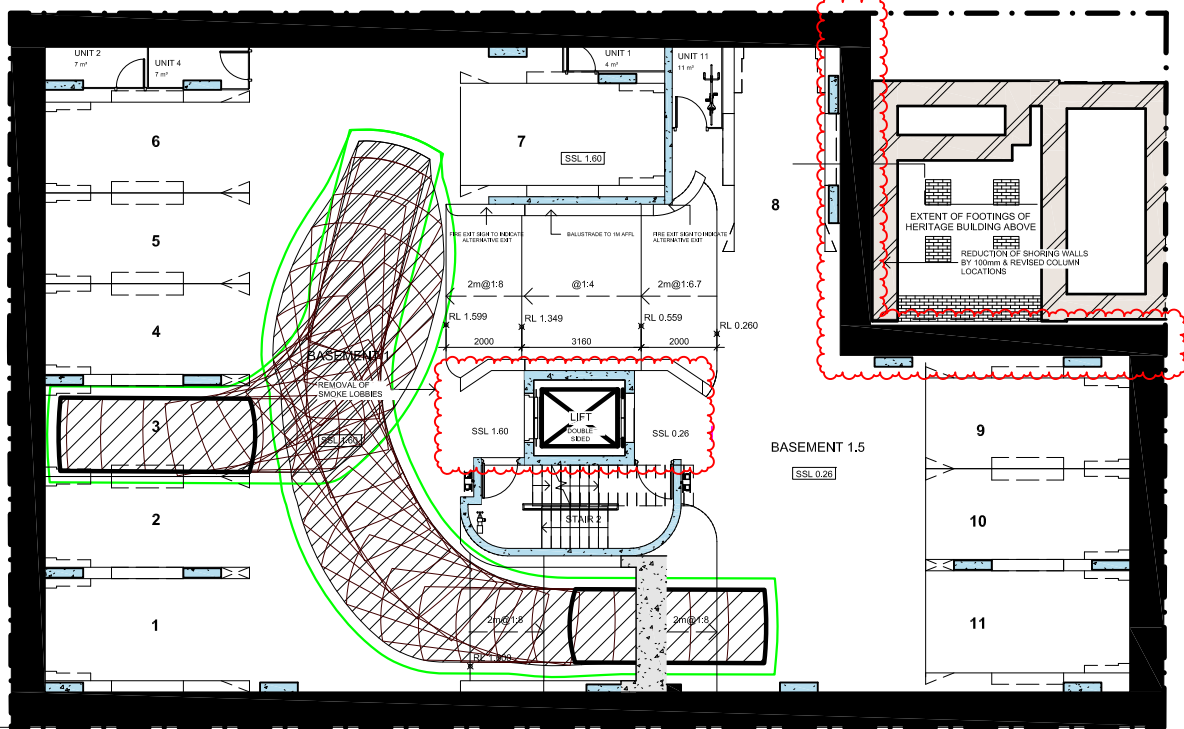 UNIT 2
7 m²
UNIT 4
7 m²
UNIT 1
4 m²
UNIT 11
11 m²
6
7
SSL 1.60
8
5
4
3
2
1
FIRE EXIT SIGN TO INDICATE
ALTERNATIVE EXIT
BALUSTRADE TO 1M AFFL
FIRE EXIT SIGN TO INDICATE
ALTERNATIVE EXIT
EXTENT OF FOOTINGS OF
HERITAGE BUILDING ABOVE
REDUCTION OF SHORING WALLS
BY 100mm & REVISED COLUMN
LOCATIONS
2m@1:8
@1:4
2m@1:6.7
RL 1.599
RL 1.349
RL 0.559
RL 0.260
2000
3160
2000
BASEMENT 1
REMOVAL OF
SMOKE LOBBIES
SSL 1.60
SSL 1.60
LIFT
DOUBLE
SIDED
SSL 0.26
BASEMENT 1.5
SSL 0.26
9
10
11
STAIR 2
2m@1:8
2m@1:8